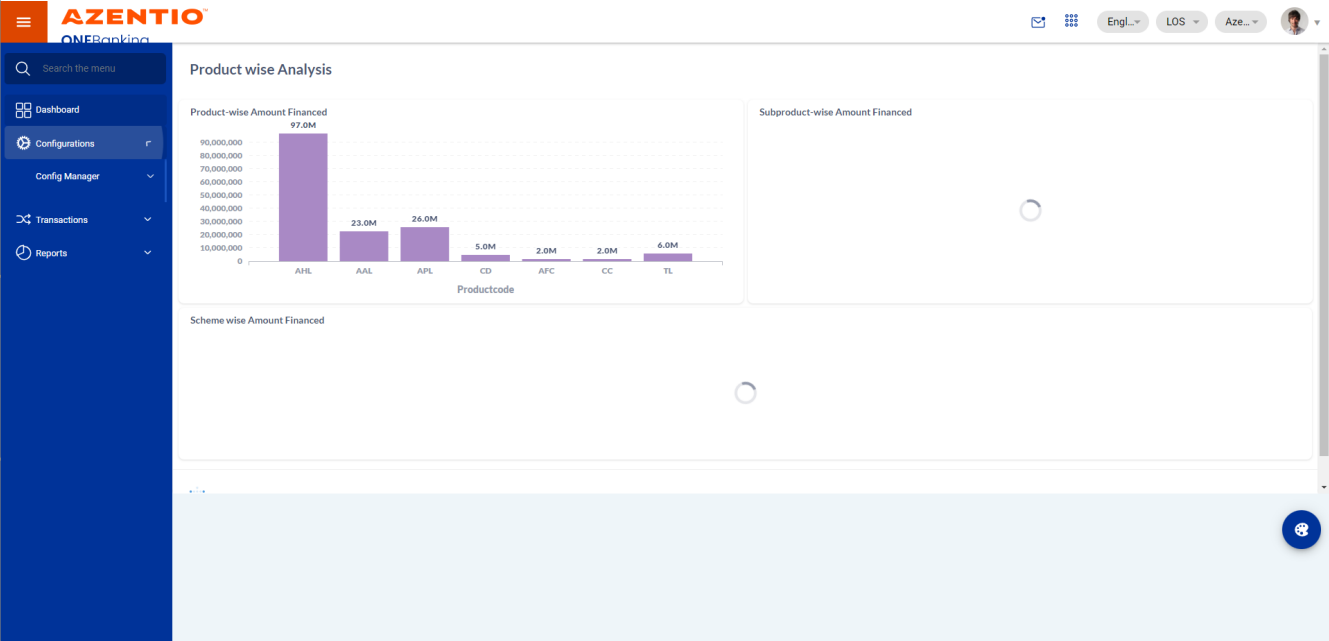 AZENTIO™
ONEBanking
Engl...
LOS
Aze...
Search the menu
Dashboard
Configurations
Config Manager
Transactions
Reports
Product wise Analysis
Product-wise Amount Financed
97.0M
90,000,000
80,000,000
70,000,000
60,000,000
50,000,000
40,000,000
30,000,000
20,000,000
10,000,000
0
23.0M
26.0M
5.0M
2.0M
2.0M
6.0M
AHL AAL APL CD AFC CC TL
Productcode
Subproduct-wise Amount Financed
Scheme wise Amount Financed